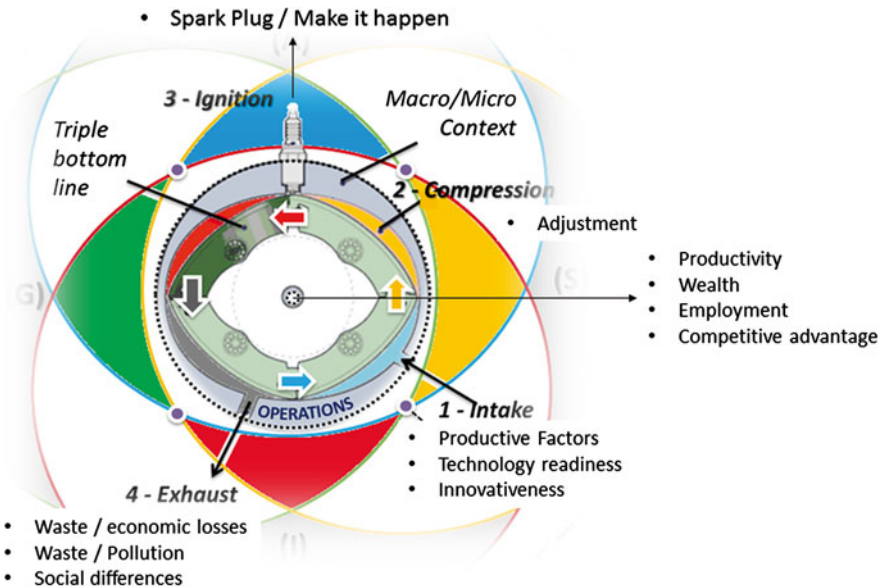 • Spark Plug / Make it happen
(A)
3 - Ignition
Macro/Micro
Context
Triple
bottom
line
2 - Compression
• Adjustment
(G)
(S)
• Productivity
• Wealth
• Employment
• Competitive advantage
OPERATIONS
1 - Intake
• Productive Factors
• Technology readiness
• Innovativeness
4 - Exhaust
(I)
• Waste / economic losses
• Waste / Pollution
• Social differences